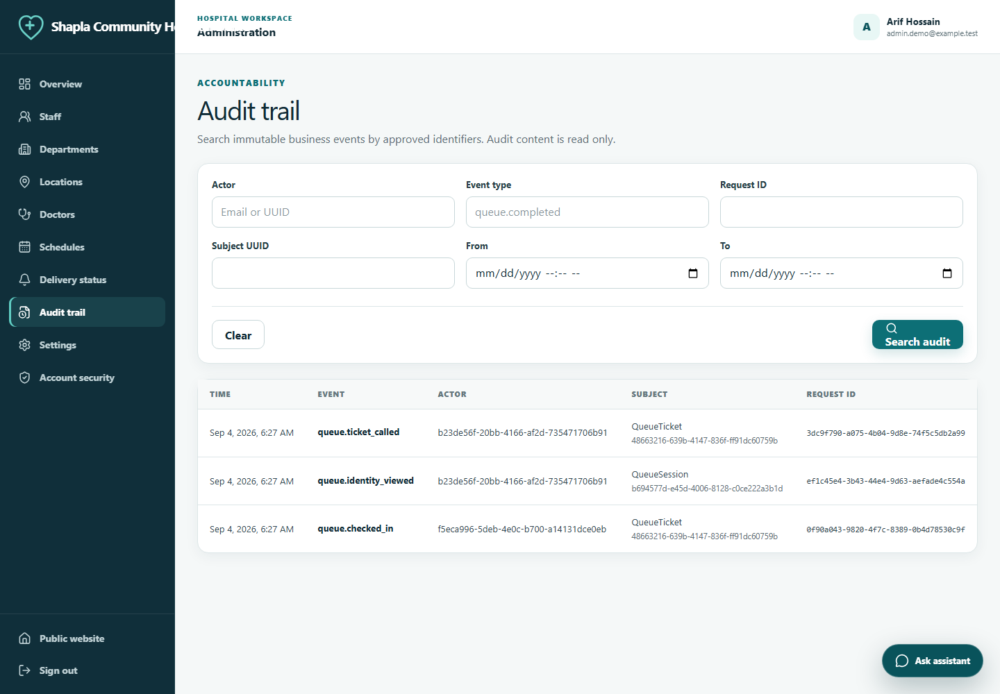 Shapla Community H
HOSPITAL WORKSPACE
Administration
A
Arif Hossain
admin.demo@example.test
Overview
Staff
Departments
Locations
Doctors
Schedules
Delivery status
Audit trail
Settings
Account security
Public website
Sign out
ACCOUNTABILITY
Audit trail
Search immutable business events by approved identifiers. Audit content is read only.
Actor
Event type
Request ID
Email or UUID
queue.completed
Subject UUID
From
To
mm/dd/yyyy --:-- --
mm/dd/yyyy --:-- --
Clear
Search audit
TIME EVENT ACTOR SUBJECT REQUEST ID
Sep 4, 2026, 6:27 AM queue.ticket_called b23de56f-20bb-4166-af2d-735471706b91 QueueTicket 3dc9f790-a075-4b04-9d8e-74f5c5db2a99
48663216-639b-4147-836f-ff91dc60759b
Sep 4, 2026, 6:27 AM queue.identity_viewed b23de56f-20bb-4166-af2d-735471706b91 QueueSession ef1c45e4-3b43-44e4-9d63-aefade4c554a
b694577d-e45d-4006-8128-c0ce222a3b1d
Sep 4, 2026, 6:27 AM queue.checked_in f5eca996-5deb-4e0c-b700-a14131dce0eb QueueTicket 0f90a043-9820-4f7c-8389-0b4d78530c9f
48663216-639b-4147-836f-ff91dc60759b
Ask assistant